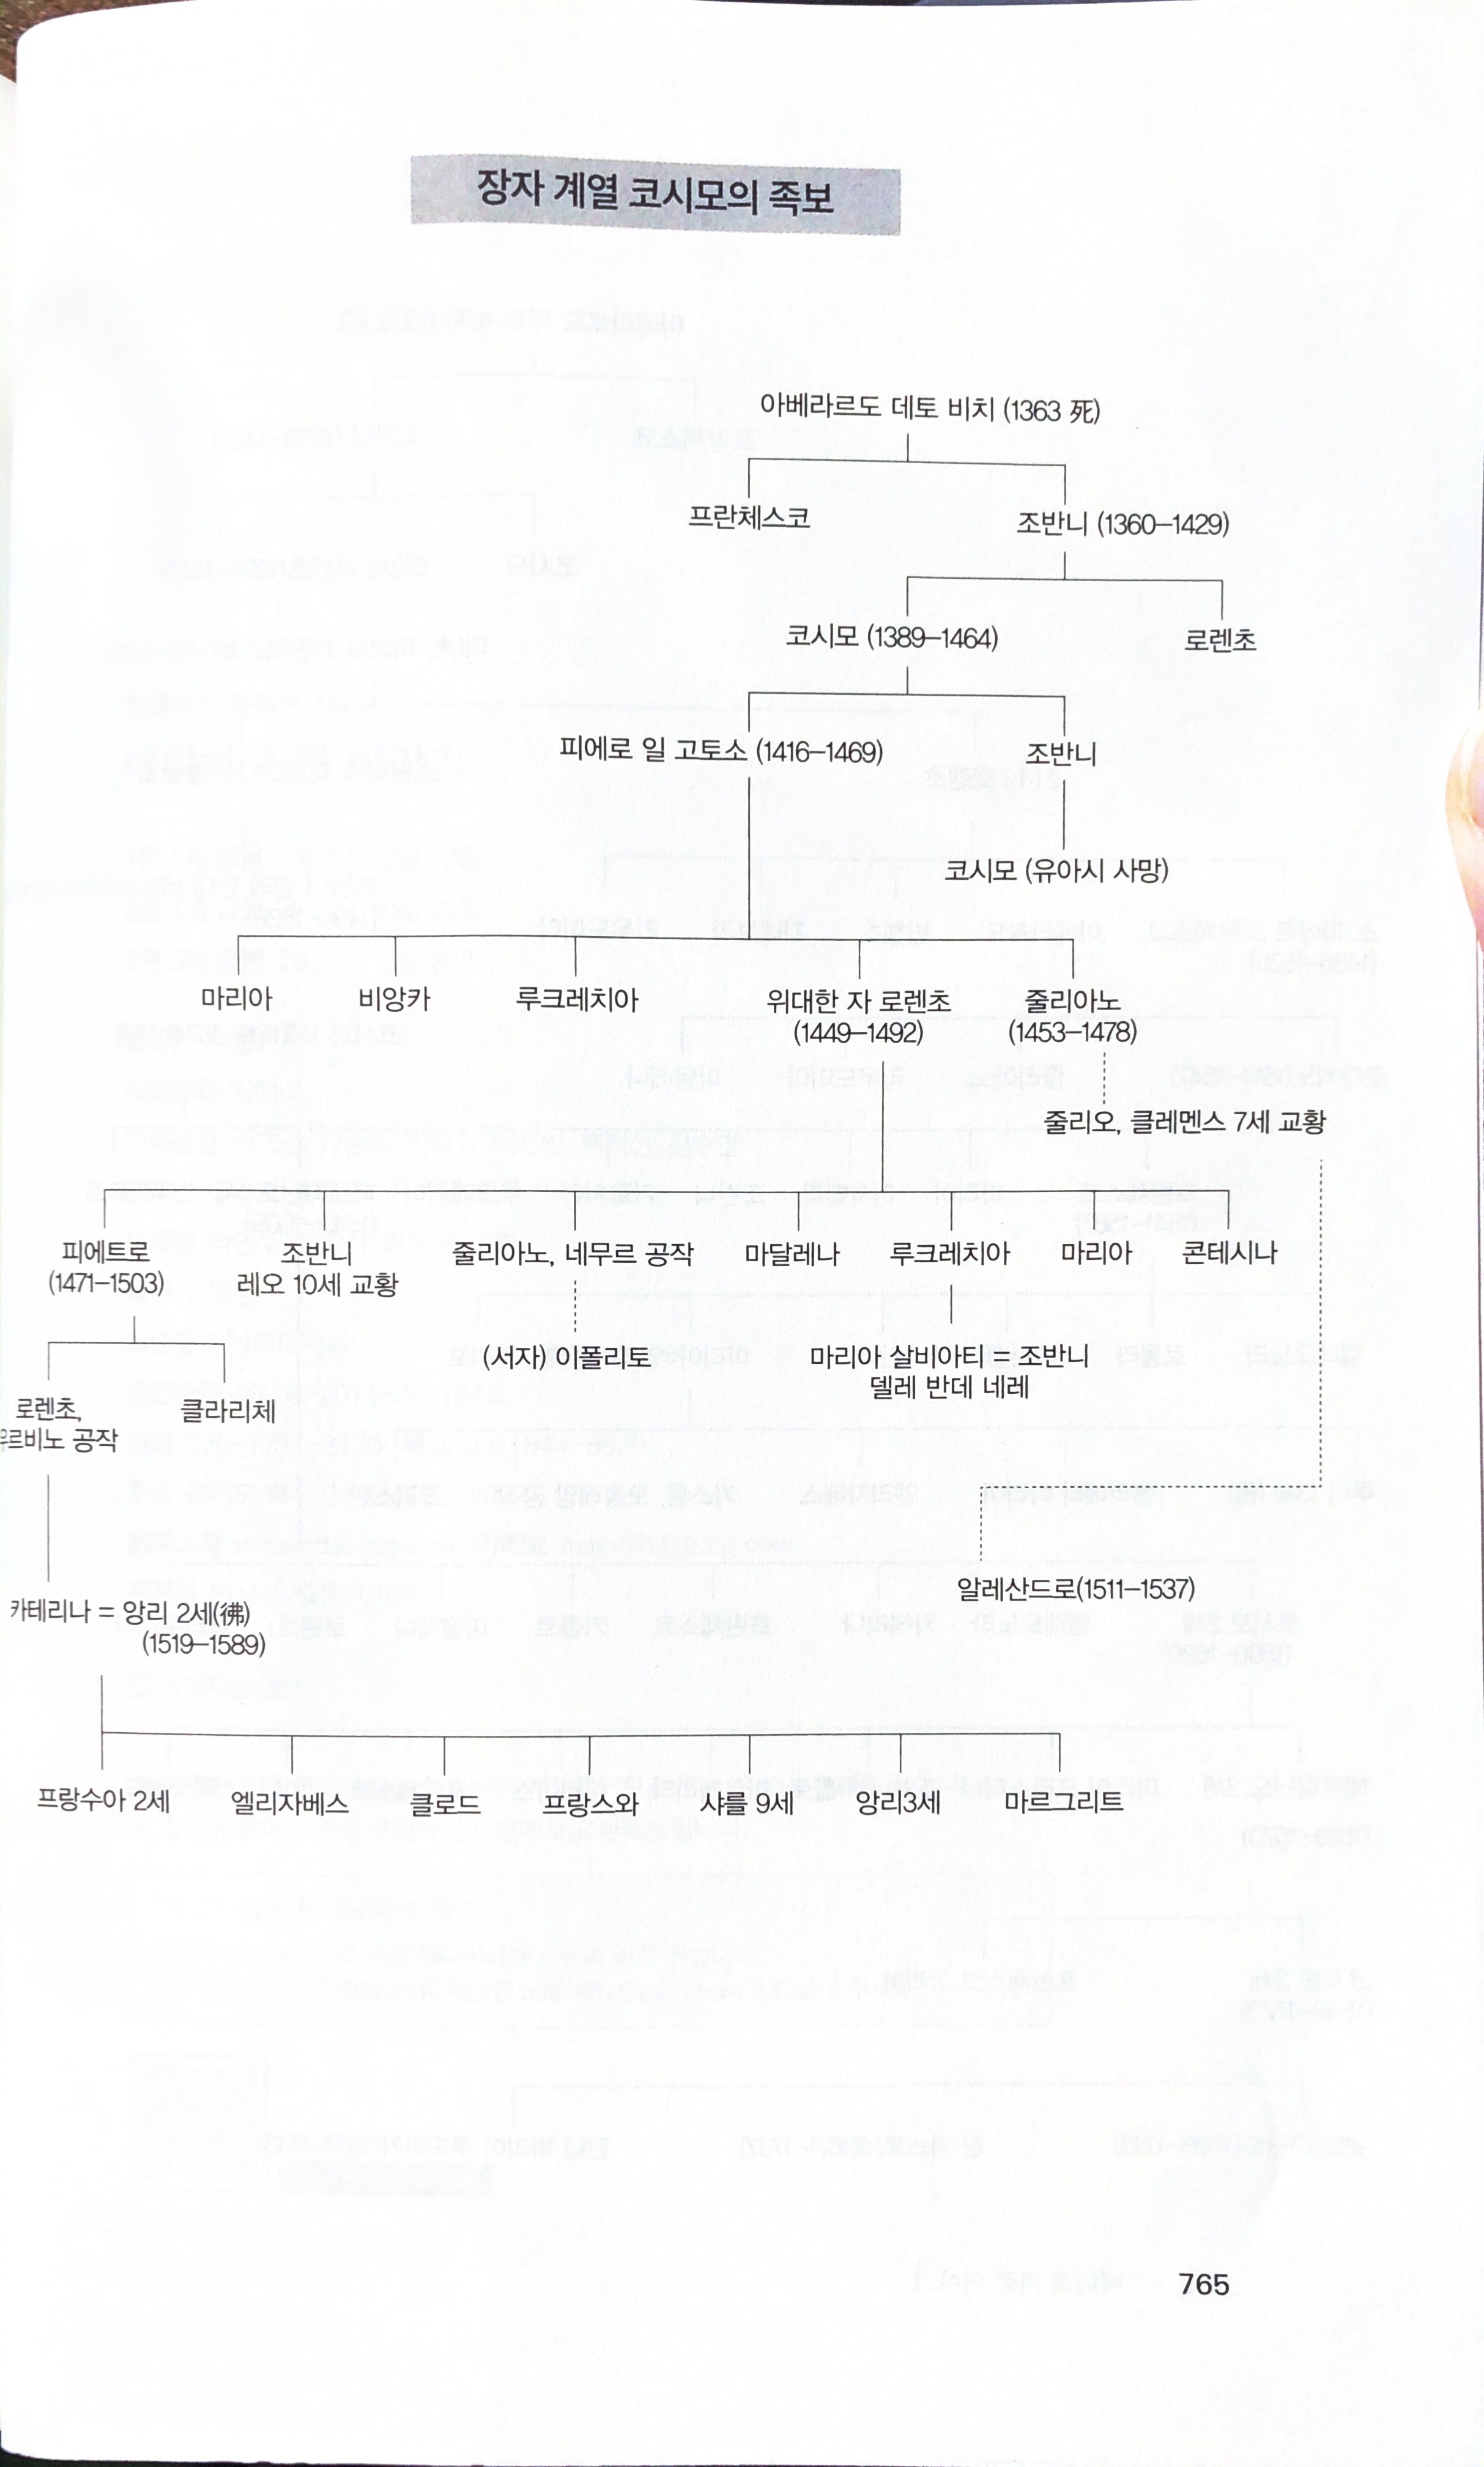 장자 계열 코시모의 족보
아베라르도 데토 비치 (1363 死)
프란체스코
조반니 (1360–1429)
코시모 (1389–1464)
로렌초
피에로 일 고토소 (1416–1469)
조반니
코시모 (유아시 사망)
마리아
비앙카
루크레치아
위대한 자 로렌초
(1449–1492)
줄리아노
(1453–1478)
줄리오, 클레멘스 7세 교황
피에트로
(1471–1503)
조반니
레오 10세 교황
줄리아노, 네무르 공작
마달레나
루크레치아
마리아
콘테시나
(서자) 이폴리토
마리아 살비아티 = 조반니
델레 반데 네레
로렌초,
우르비노 공작
클라리체
알레산드로(1511–1537)
카테리나 = 앙리 2세(佛)
(1519–1589)
프랑수아 2세
엘리자베스
클로드
프랑스와
샤를 9세
앙리3세
마르그리트
765